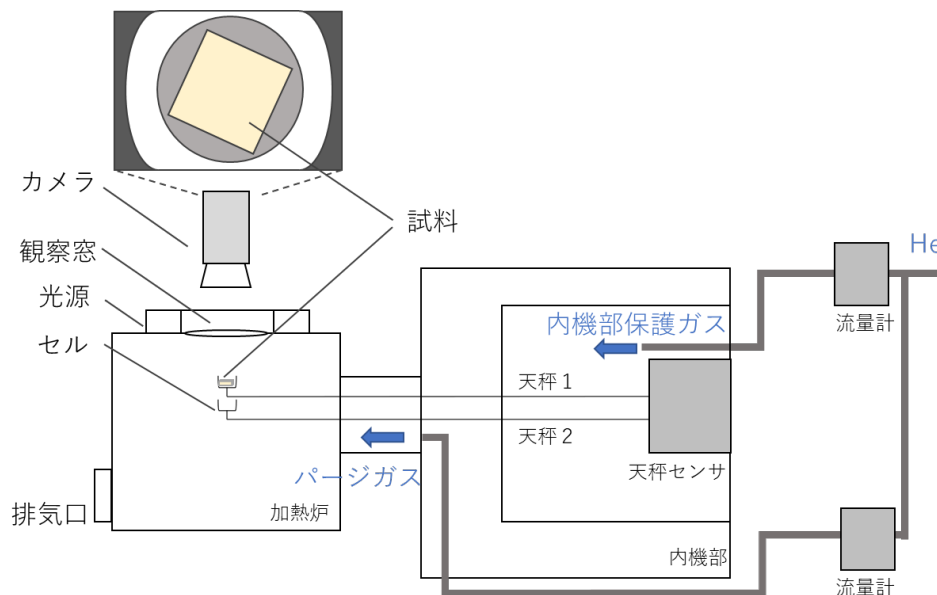 カメラ
試料
観察窓
He
光源
内機部保護ガス
流量計
セル
天秤1
天秤2
パージガス
天秤センサ
排気口
加熱炉
内機部
流量計